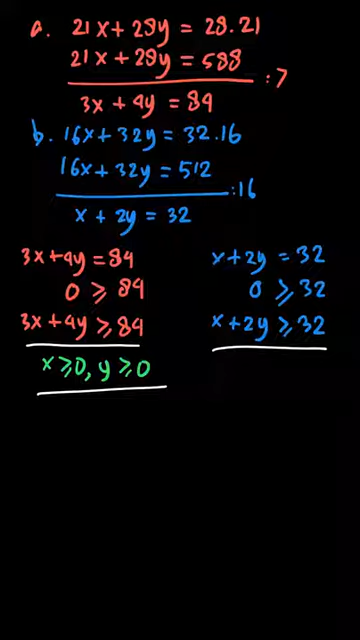 a. 21x + 28y = 28.21
21x + 28y = 588
:7
3x + 4y = 84
b. 16x + 32y = 32.16
16x + 32y = 512
:16
x + 2y = 32
3x + 4y = 84
0 ⩾ 84
3x + 4y ⩾ 84
x ⩾ 0, y ⩾ 0
x + 2y = 32
0 ⩾ 32
x + 2y ⩾ 32